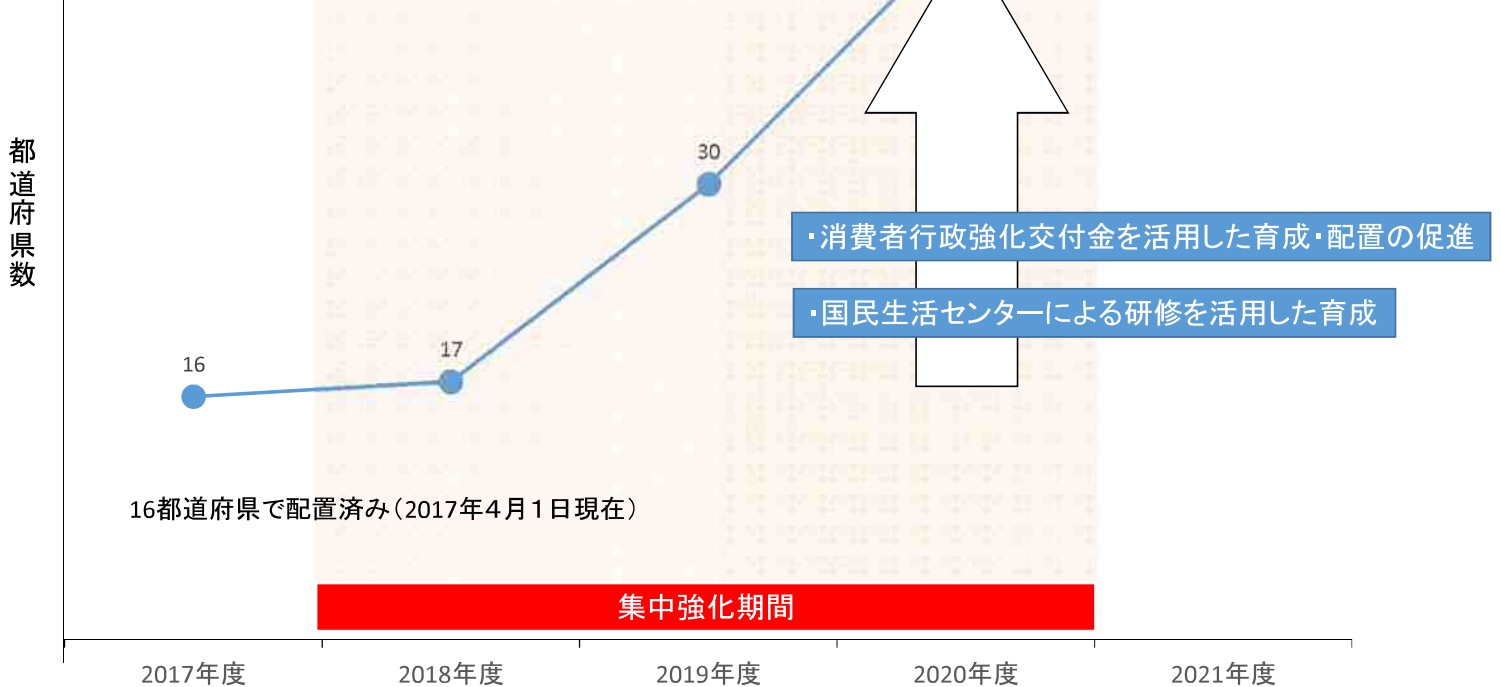 都道府県数
30
・消費者行政強化交付金を活用した育成・配置の促進
・国民生活センターによる研修を活用した育成
17
16
16都道府県で配置済み（2017年４月１日現在）
集中強化期間
2017年度
2018年度
2019年度
2020年度
2021年度